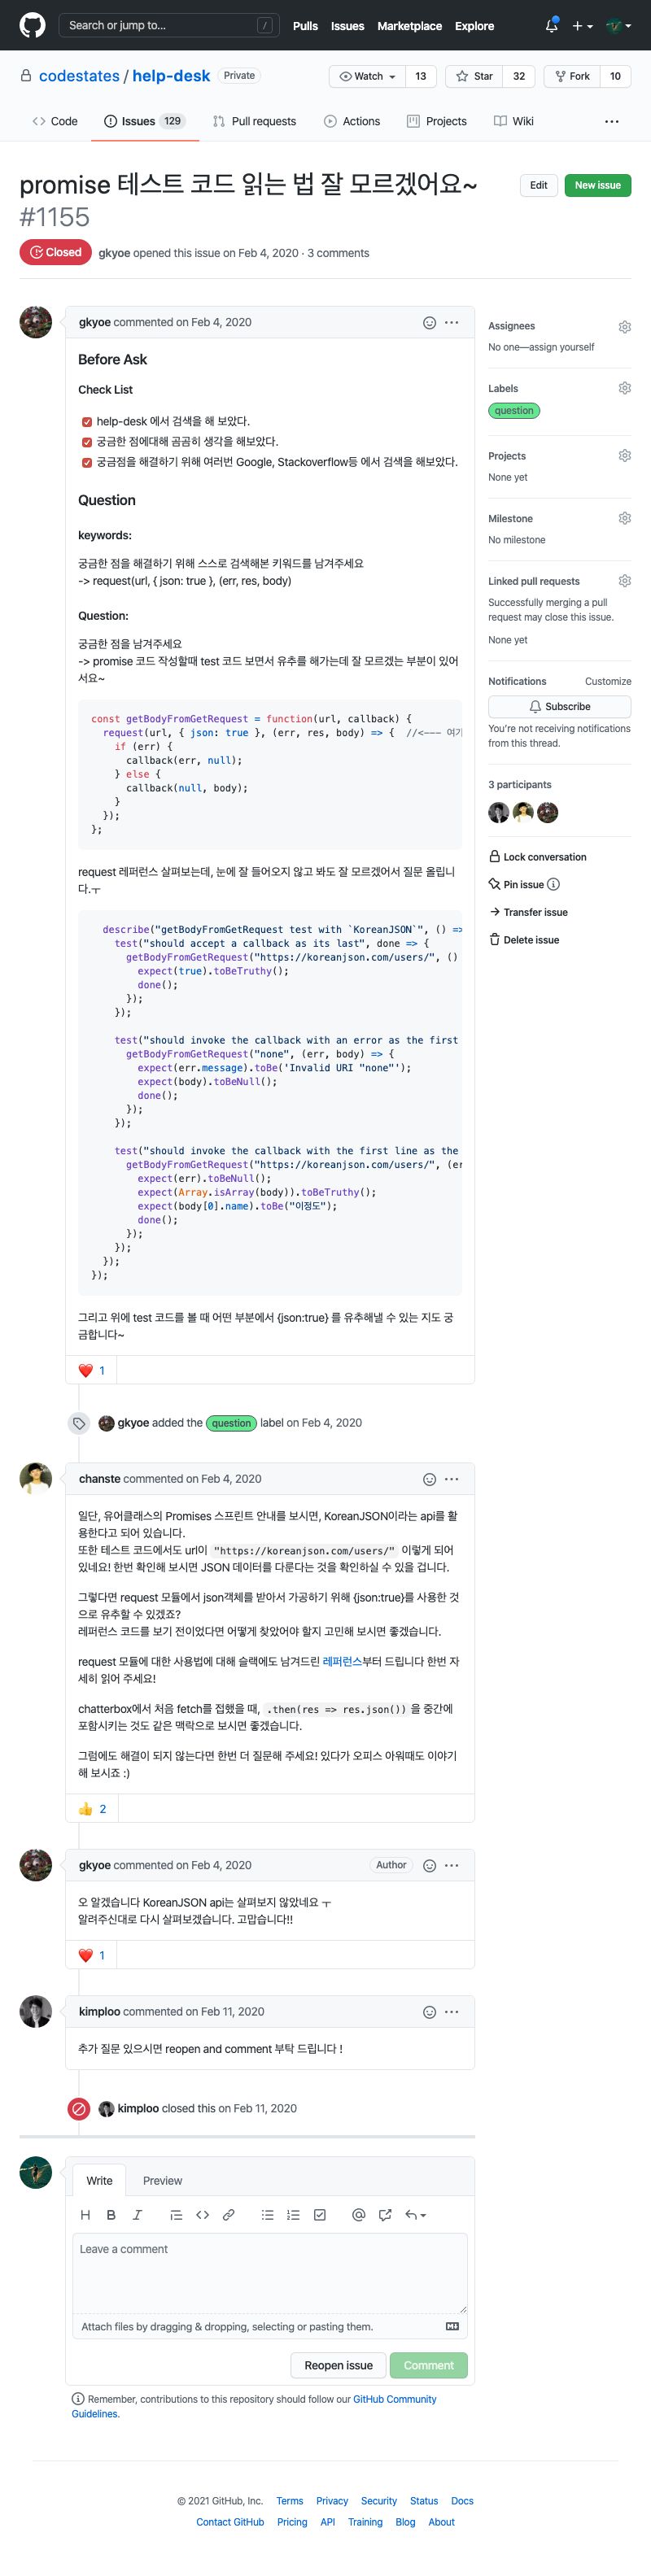 Search or jump to... /
Pulls Issues Marketplace Explore
codestates / help-desk Private
Watch 13 Star 32 Fork 10
Code Issues 129 Pull requests Actions Projects Wiki
promise 테스트 코드 읽는 법 잘 모르겠어요~
#1155
Edit New issue
Closed gkyoe opened this issue on Feb 4, 2020 · 3 comments
gkyoe commented on Feb 4, 2020
Before Ask
Check List
help-desk 에서 검색을 해 보았다.
궁금한 점에대해 곰곰히 생각을 해보았다.
궁금점을 해결하기 위해 여러번 Google, Stackoverflow등 에서 검색을 해보았다.
Question
keywords:
궁금한 점을 해결하기 위해 스스로 검색해본 키워드를 남겨주세요
-> request(url, { json: true }, (err, res, body)
Question:
궁금한 점을 남겨주세요
-> promise 코드 작성할때 test 코드 보면서 유추를 해가는데 잘 모르겠는 부분이 있어
서요~
const getBodyFromGetRequest = function(url, callback) {
request(url, { json: true }, (err, res, body) => { //<--- 여기
if (err) {
callback(err, null);
} else {
callback(null, body);
}
});
};
request 레퍼런스 살펴보는데, 눈에 잘 들어오지 않고 봐도 잘 모르겠어서 질문 올립니
다.ㅜ
describe("getBodyFromGetRequest test with `KoreanJSON`", () =>
test("should accept a callback as its last", done => {
getBodyFromGetRequest("https://koreanjson.com/users/", ()
expect(true).toBeTruthy();
done();
});
});
test("should invoke the callback with an error as the first
getBodyFromGetRequest("none", (err, body) => {
expect(err.message).toBe('Invalid URI "none"');
expect(body).toBeNull();
done();
});
});
test("should invoke the callback with the first line as the
getBodyFromGetRequest("https://koreanjson.com/users/", (er
expect(err).toBeNull();
expect(Array.isArray(body)).toBeTruthy();
expect(body[0].name).toBe("이정도");
done();
});
});
});
});
그리고 위에 test 코드를 볼 때 어떤 부분에서 {json:true} 를 유추해낼 수 있는 지도 궁
금합니다~
1
gkyoe added the question label on Feb 4, 2020
chanste commented on Feb 4, 2020
일단, 유어클래스의 Promises 스프린트 안내를 보시면, KoreanJSON이라는 api를 활
용한다고 되어 있습니다.
또한 테스트 코드에서도 url이 "https://koreanjson.com/users/" 이렇게 되어
있네요! 한번 확인해 보시면 JSON 데이터를 다룬다는 것을 확인하실 수 있을 겁니다.
그렇다면 request 모듈에서 json객체를 받아서 가공하기 위해 {json:true}를 사용한 것
으로 유추할 수 있겠죠?
레퍼런스 코드를 보기 전이었다면 어떻게 찾았어야 할지 고민해 보시면 좋겠습니다.
request 모듈에 대한 사용법에 대해 슬랙에도 남겨드린 레퍼런스부터 드립니다 한번 자
세히 읽어 주세요!
chatterbox에서 처음 fetch를 접했을 때, .then(res => res.json()) 을 중간에
포함시키는 것도 같은 맥락으로 보시면 좋겠습니다.
그럼에도 해결이 되지 않는다면 한번 더 질문해 주세요! 있다가 오피스 아워때도 이야기
해 보시죠 :)
2
gkyoe commented on Feb 4, 2020 Author
오 알겠습니다 KoreanJSON api는 살펴보지 않았네요 ㅜ
알려주신대로 다시 살펴보겠습니다. 고맙습니다!!
1
kimploo commented on Feb 11, 2020
추가 질문 있으시면 reopen and comment 부탁 드립니다 !
kimploo closed this on Feb 11, 2020
Write Preview
H B I
Leave a comment
Attach files by dragging & dropping, selecting or pasting them.
Reopen issue Comment
Remember, contributions to this repository should follow our GitHub Community
Guidelines.
Assignees
No one—assign yourself
Labels
question
Projects
None yet
Milestone
No milestone
Linked pull requests
Successfully merging a pull
request may close this issue.
None yet
Notifications Customize
Subscribe
You're not receiving notifications
from this thread.
3 participants
Lock conversation
Pin issue
Transfer issue
Delete issue
© 2021 GitHub, Inc. Terms Privacy Security Status Docs
Contact GitHub Pricing API Training Blog About